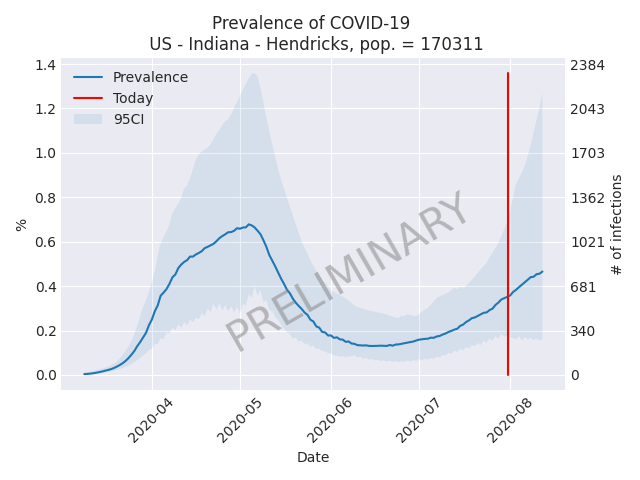 Prevalence of COVID-19
US - Indiana - Hendricks, pop. = 170311
Prevalence
Today
95CI
1.4
1.2
1.0
0.8
0.6
0.4
0.2
0.0
%
2384
2043
1703
1362
1021
681
340
0
# of infections
PRELIMINARY
2020-04
2020-05
2020-06
2020-07
2020-08
Date